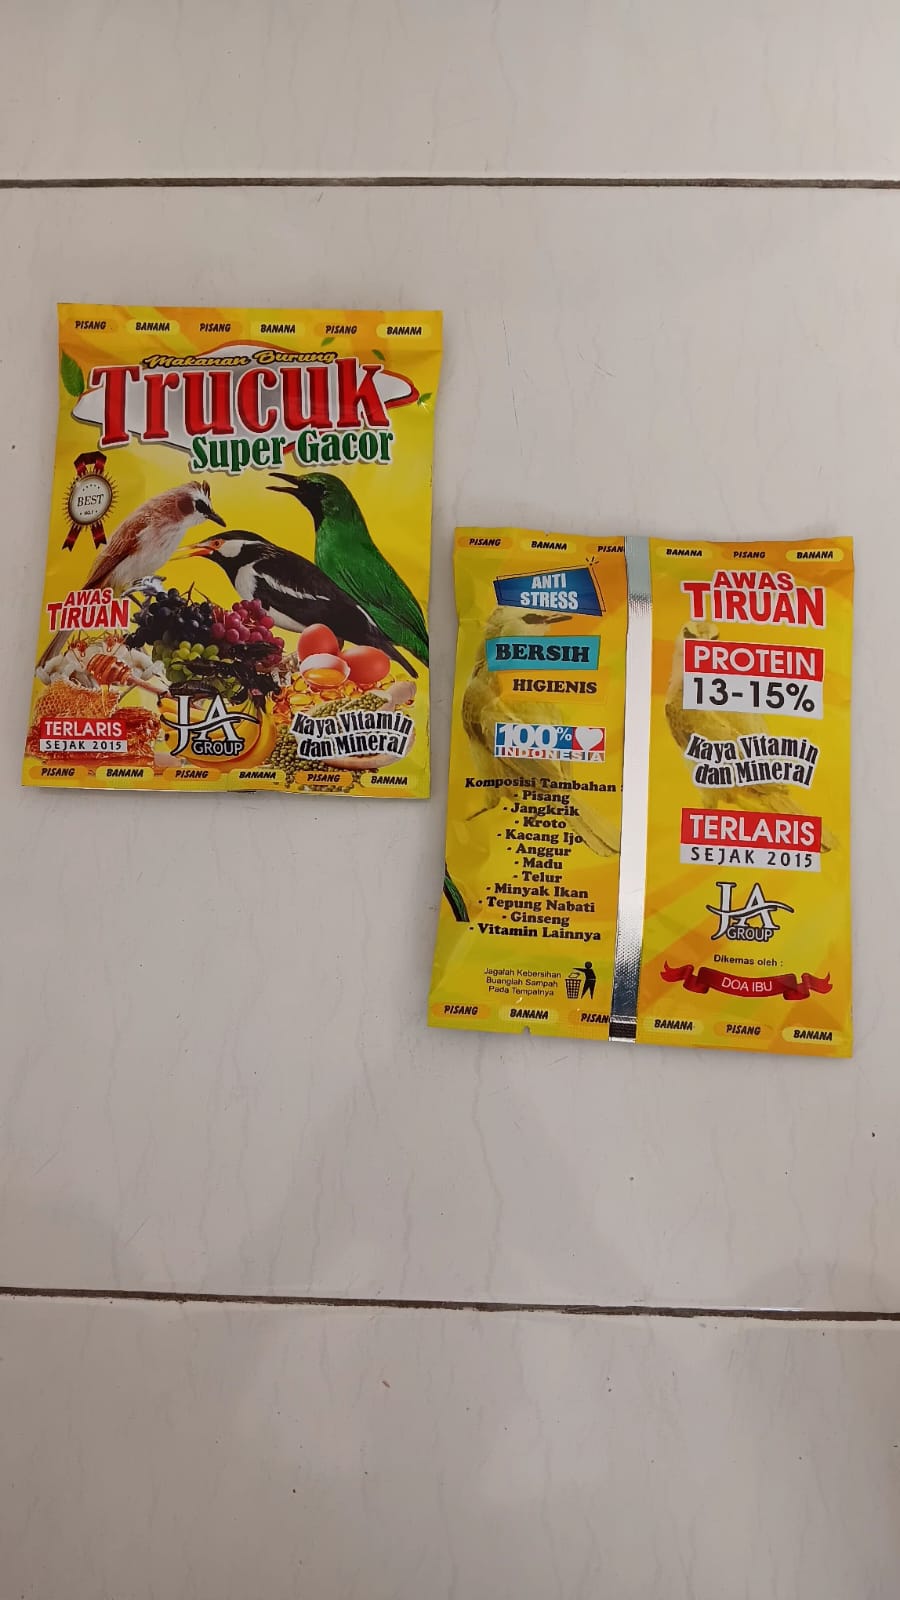 PISANG BANANA PISANG BANANA PISANG BANANA
Makanan Burung
Trucuk
Super Gacor
BEST
NO.1
AWAS
TIRUAN
TERLARIS
SEJAK 2015
JA
GROUP
Kaya Vitamin
dan Mineral
PISANG BANANA PISANG BANANA PISANG BANANA
PISANG BANANA PISANG BANANA PISANG BANANA
ANTI
STRESS
BERSIH
HIGIENIS
100%
INDONESIA
Komposisi Tambahan :
- Pisang
- Jangkrik
- Kroto
- Kacang Ijo
- Anggur
- Madu
- Telur
- Minyak Ikan
- Tepung Nabati
- Ginseng
- Vitamin Lainnya
Jagalah Kebersihan
Buanglah Sampah
Pada Tempatnya
AWAS
TIRUAN
PROTEIN
13-15%
Kaya Vitamin
dan Mineral
TERLARIS
SEJAK 2015
JA
GROUP
Dikemas oleh :
DOA IBU
PISANG BANANA PISAN BANANA PISANG BANANA